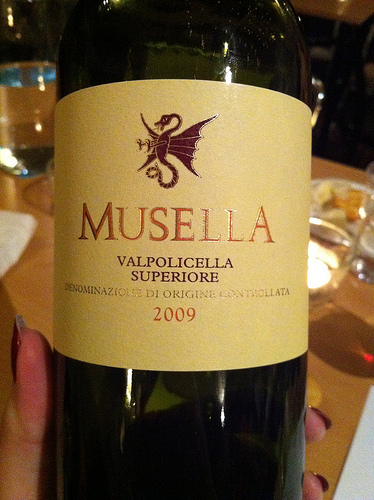 MUSELLA
VALPOLICELLA
SUPERIORE
DENOMINAZIONE DI ORIGINE CONTROLLATA
2009